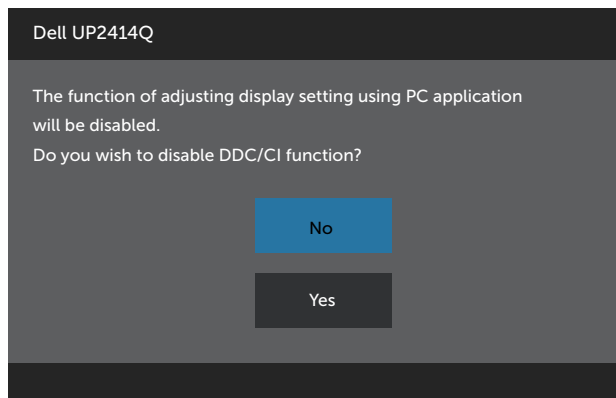 Dell UP2414Q
The function of adjusting display setting using PC application
will be disabled.
Do you wish to disable DDC/CI function?
No
Yes